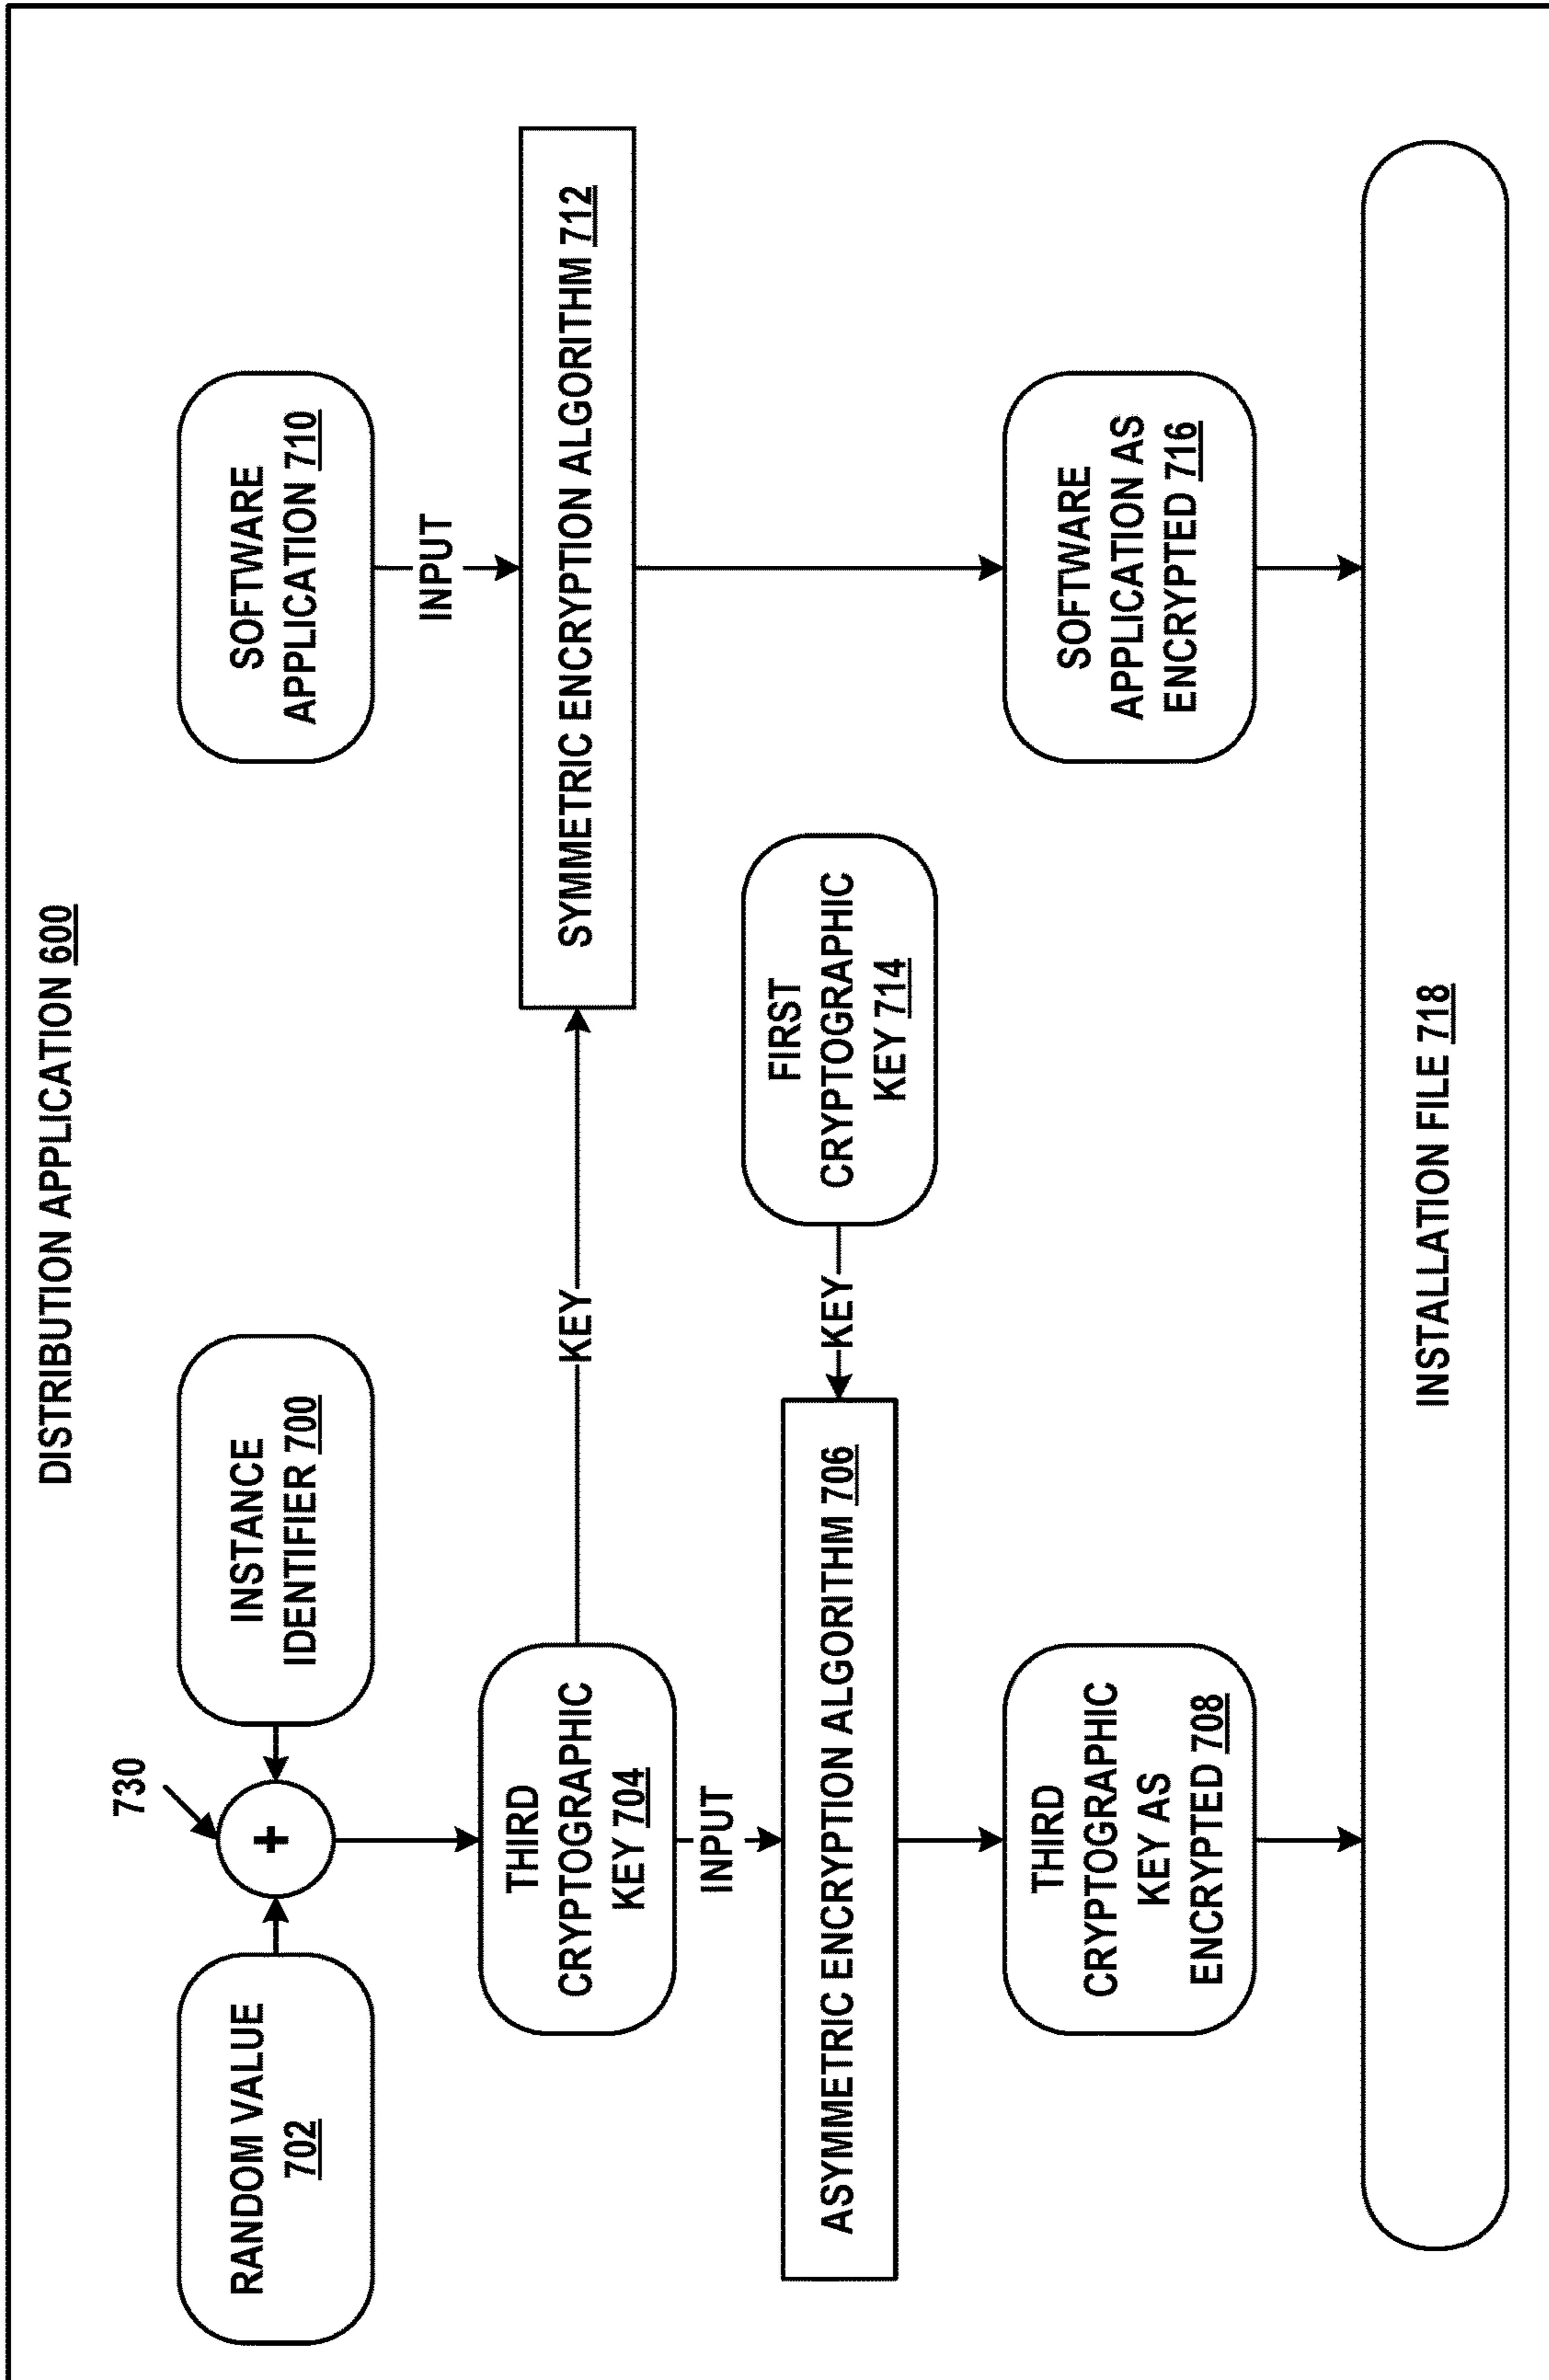 DISTRIBUTION APPLICATION 600
730
RANDOM VALUE
702
+
INSTANCE
IDENTIFIER 700
SOFTWARE
APPLICATION 710
INPUT
THIRD
CRYPTOGRAPHIC
KEY 704
KEY
SYMMETRIC ENCRYPTION ALGORITHM 712
INPUT
FIRST
CRYPTOGRAPHIC
KEY 714
KEY
ASYMMETRIC ENCRYPTION ALGORITHM 706
THIRD
CRYPTOGRAPHIC
KEY AS
ENCRYPTED 708
SOFTWARE
APPLICATION AS
ENCRYPTED 716
INSTALLATION FILE 718